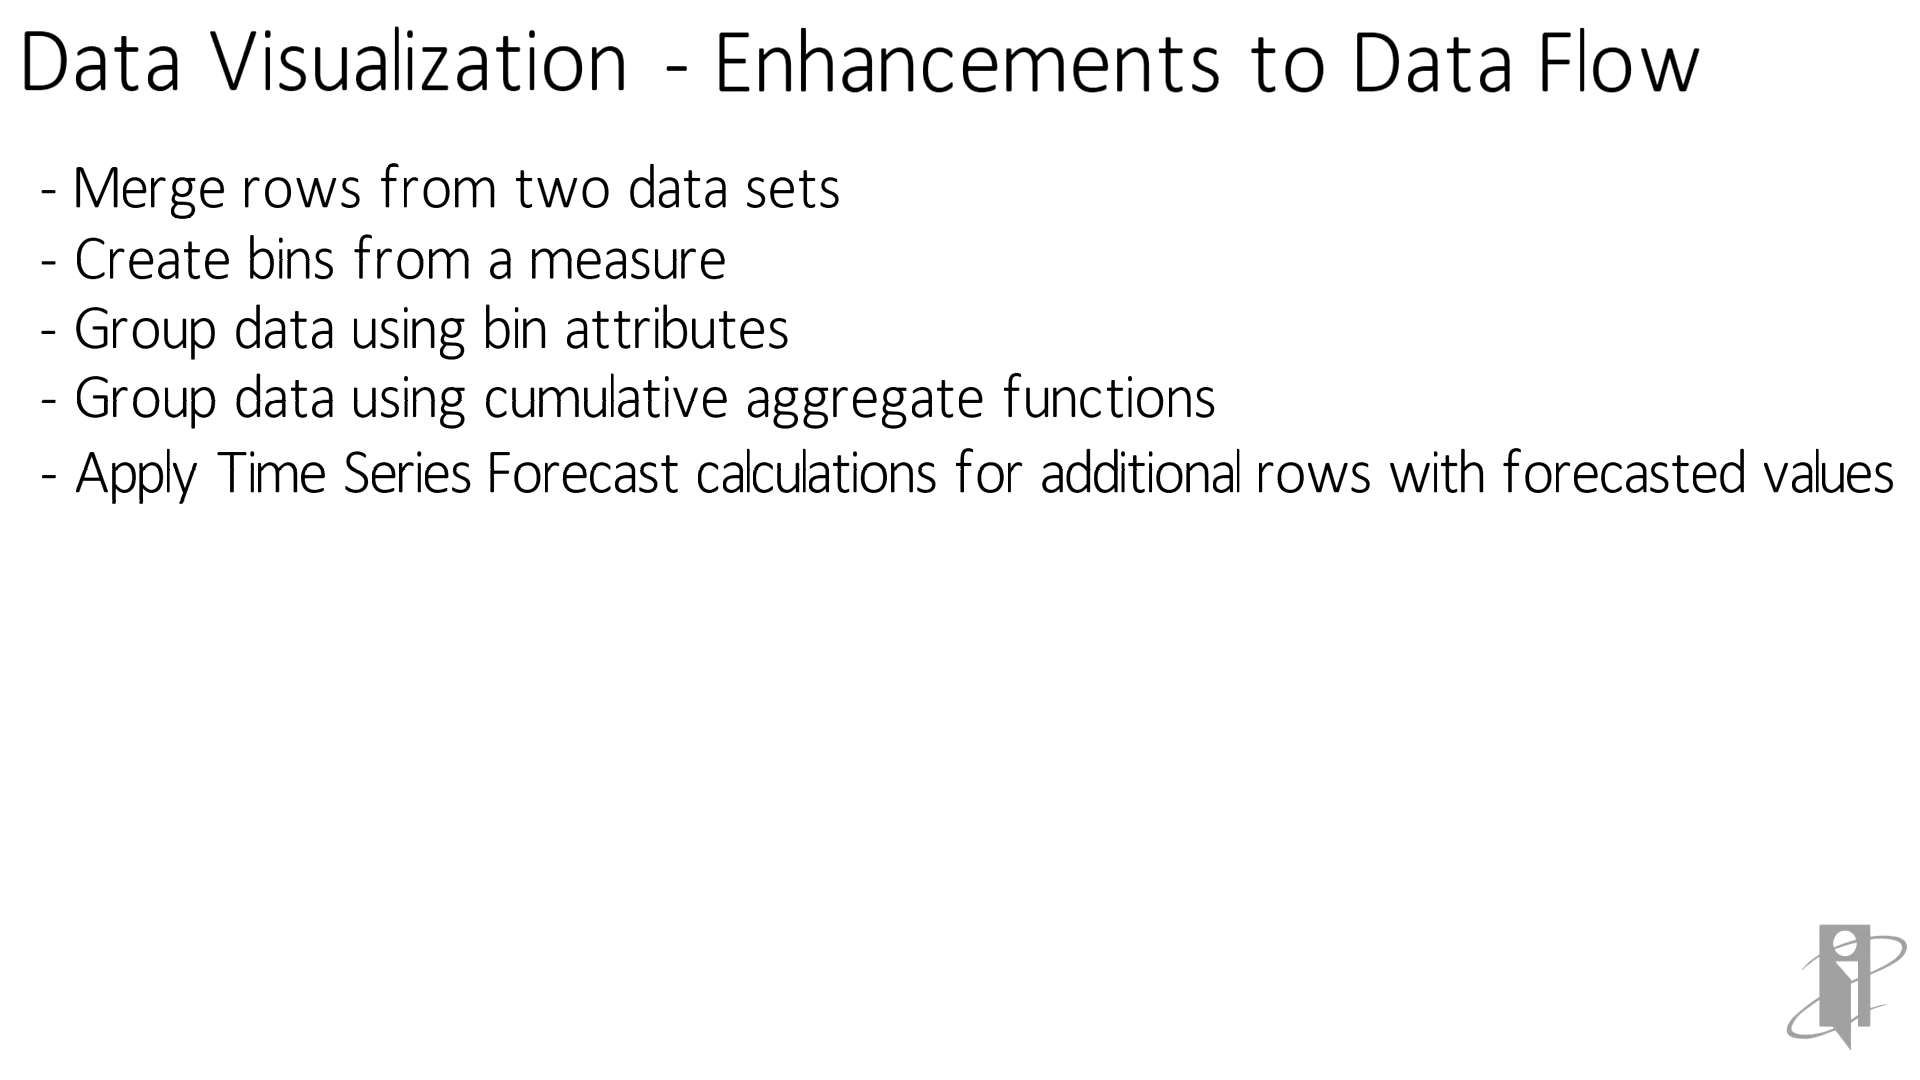 Data Visualization - Enhancements to Data Flow
- Merge rows from two data sets
- Create bins from a measure
- Group data using bin attributes
- Group data using cumulative aggregate functions
- Apply Time Series Forecast calculations for additional rows with forecasted values